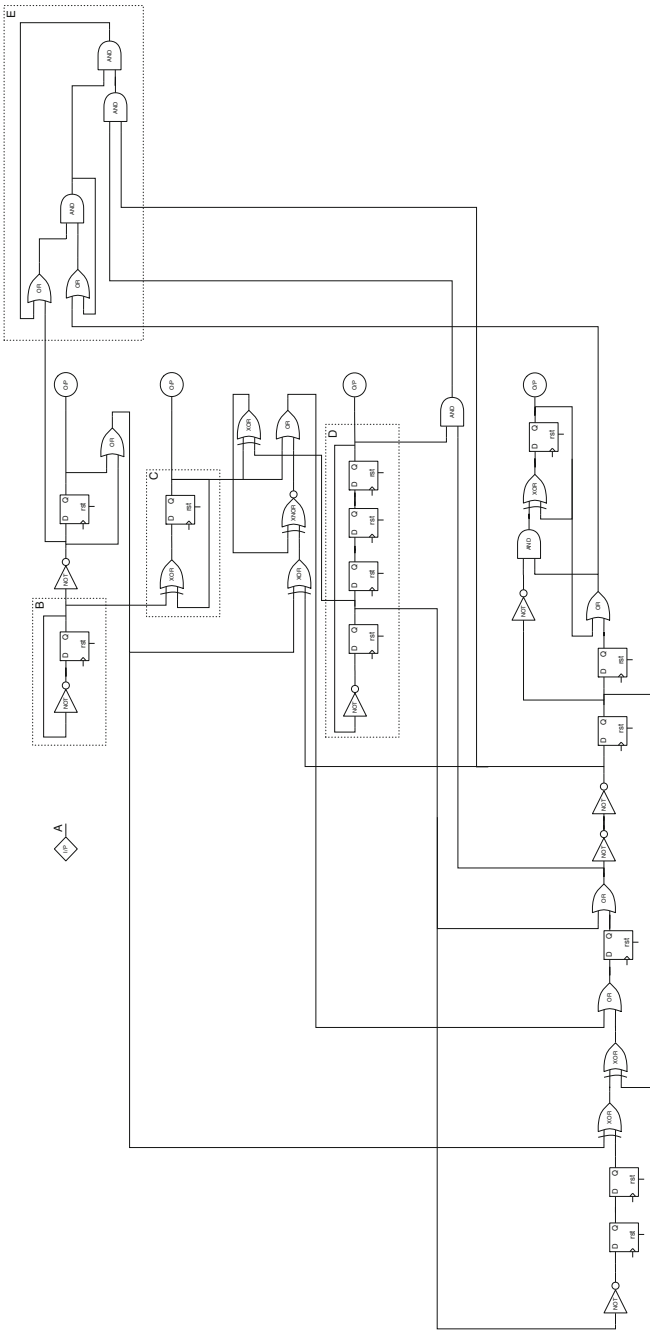 E
B
OR
A
I/P
NOT
D Q
rst
NOT
D Q
rst
O/P
OR
AND
OR
AND
AND
C
XOR
D Q
rst
O/P
XOR
OR
XNOR
XOR
D
NOT
D Q
rst
D Q
rst
D Q
rst
D Q
rst
O/P
AND
NOT
AND
XOR
D Q
rst
O/P
NOT
D Q
rst
D Q
rst
XOR
XOR
OR
D Q
rst
OR
NOT
NOT
D Q
rst
D Q
rst
OR